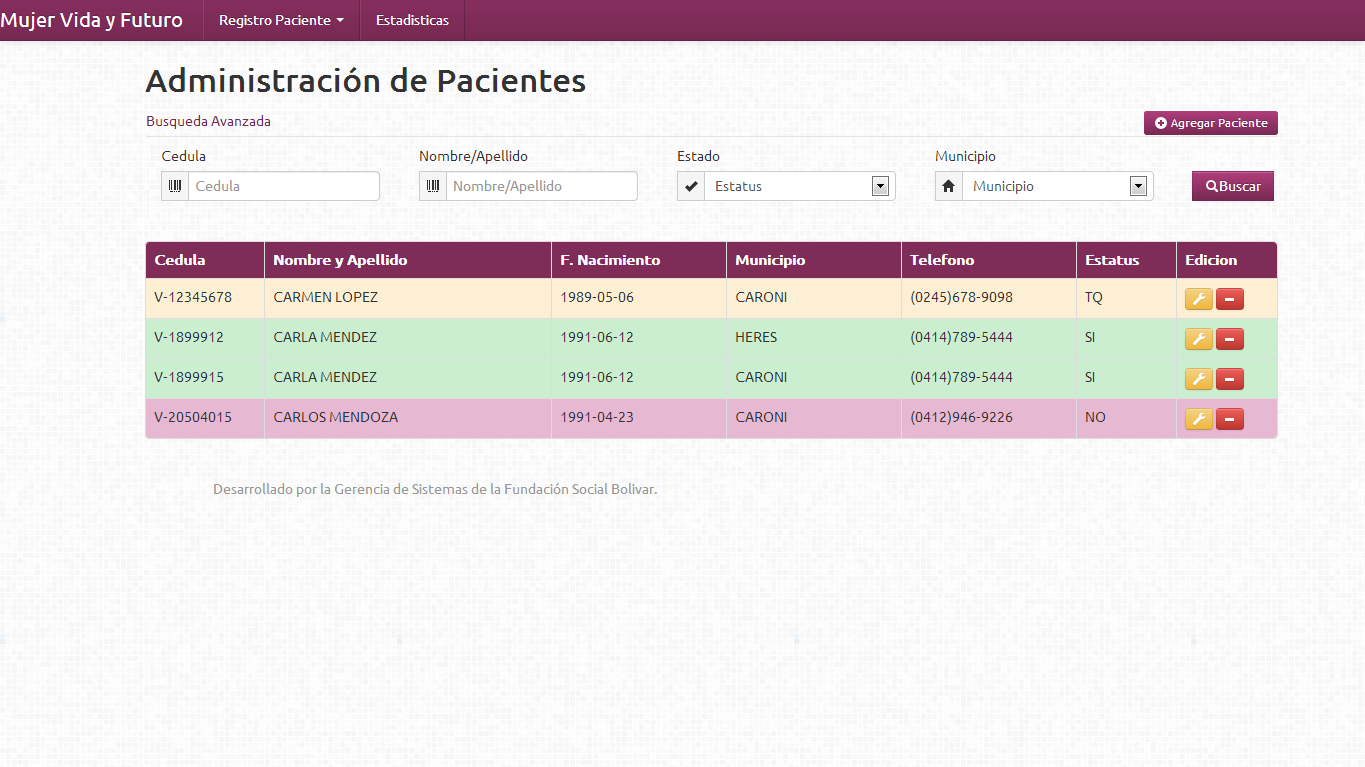 Mujer Vida y Futuro Registro Paciente Estadisticas
Administración de Pacientes
Busqueda Avanzada Agregar Paciente
Cedula Nombre/Apellido Estado Municipio
Cedula Nombre/Apellido Estatus Municipio Buscar
Cedula Nombre y Apellido F. Nacimiento Municipio Telefono Estatus Edicion
V-12345678 CARMEN LOPEZ 1989-05-06 CARONI (0245)678-9098 TQ
V-1899912 CARLA MENDEZ 1991-06-12 HERES (0414)789-5444 SI
V-1899915 CARLA MENDEZ 1991-06-12 CARONI (0414)789-5444 SI
V-20504015 CARLOS MENDOZA 1991-04-23 CARONI (0412)946-9226 NO
Desarrollado por la Gerencia de Sistemas de la Fundación Social Bolivar.